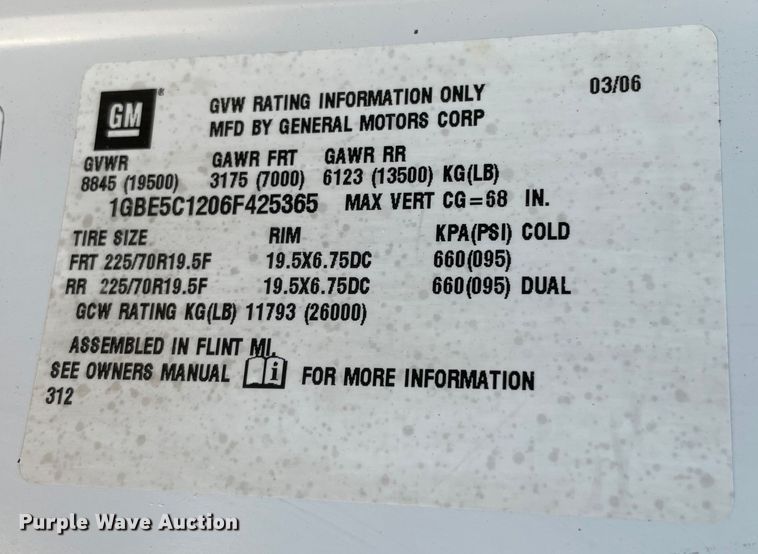 GM ®
GVW RATING INFORMATION ONLY 03/06
MFD BY GENERAL MOTORS CORP
GVWR GAWR FRT GAWR RR
8845 (19500) 3175 (7000) 6123 (13500) KG(LB)
1GBE5C1206F425365 MAX VERT CG=68 IN.
TIRE SIZE RIM KPA(PSI) COLD
FRT 225/70R19.5F 19.5X6.75DC 660(095)
RR 225/70R19.5F 19.5X6.75DC 660(095) DUAL
GCW RATING KG(LB) 11793 (26000)
ASSEMBLED IN FLINT MI.
SEE OWNERS MANUAL i FOR MORE INFORMATION
312
Purple Wave Auction